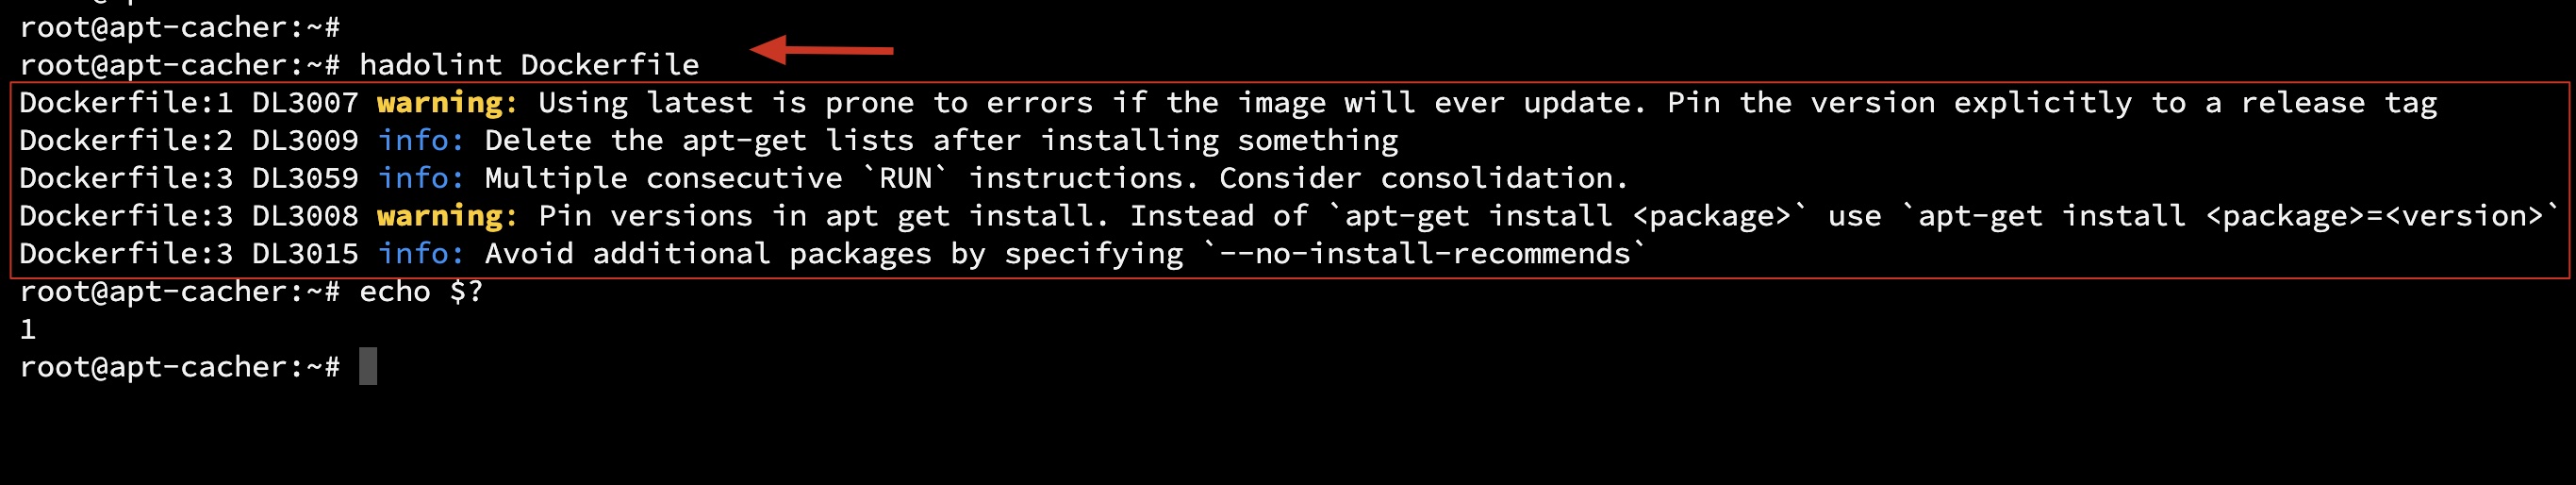 root@apt-cacher:~#
root@apt-cacher:~# hadolint Dockerfile
Dockerfile:1 DL3007 warning: Using latest is prone to errors if the image will ever update. Pin the version explicitly to a release tag
Dockerfile:2 DL3009 info: Delete the apt-get lists after installing something
Dockerfile:3 DL3059 info: Multiple consecutive `RUN` instructions. Consider consolidation.
Dockerfile:3 DL3008 warning: Pin versions in apt get install. Instead of `apt-get install <package>` use `apt-get install <package>=<version>`
Dockerfile:3 DL3015 info: Avoid additional packages by specifying `--no-install-recommends`
root@apt-cacher:~# echo $?
1
root@apt-cacher:~#